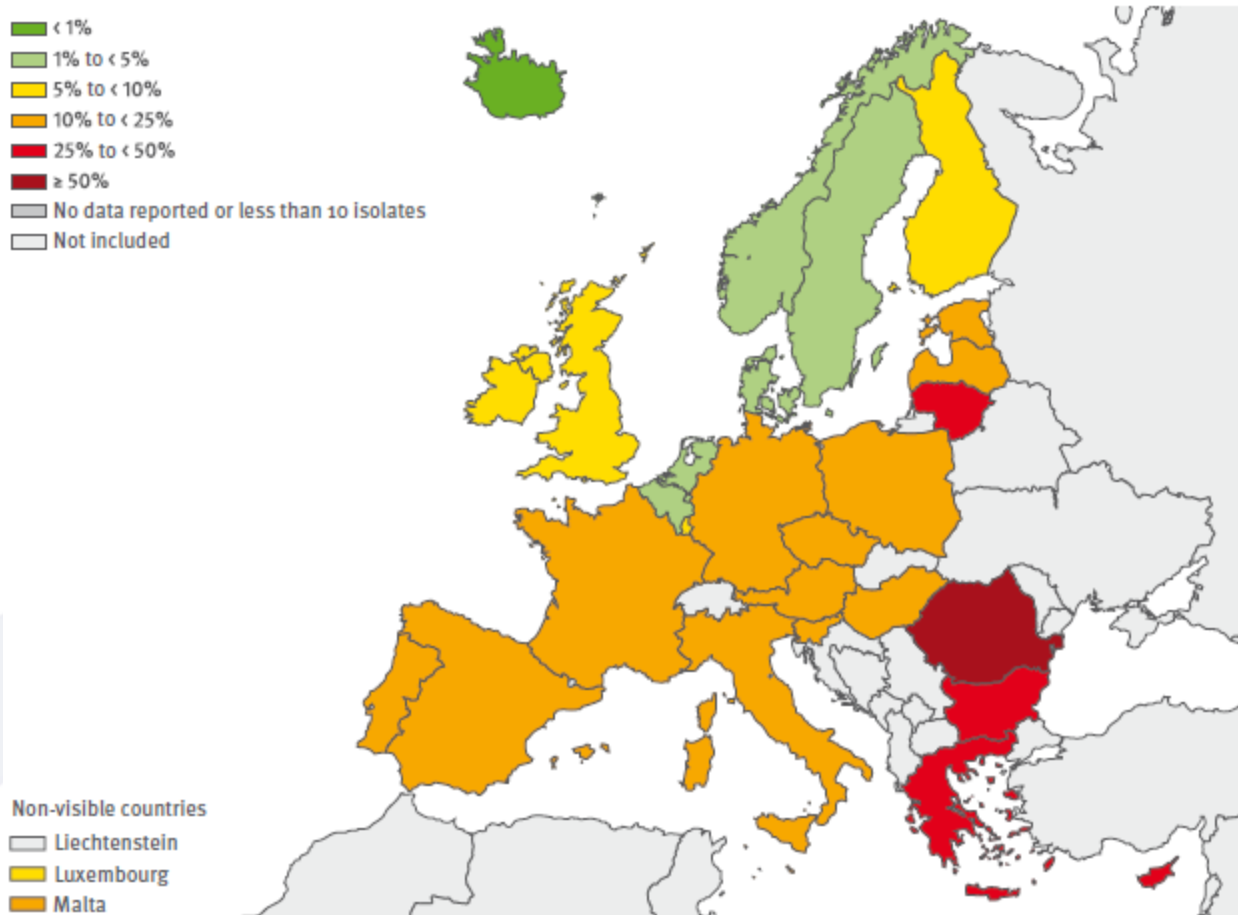 < 1%
1% to < 5%
5% to < 10%
10% to < 25%
25% to < 50%
≥ 50%
No data reported or less than 10 isolates
Not included
Non-visible countries
Liechtenstein
Luxembourg
Malta